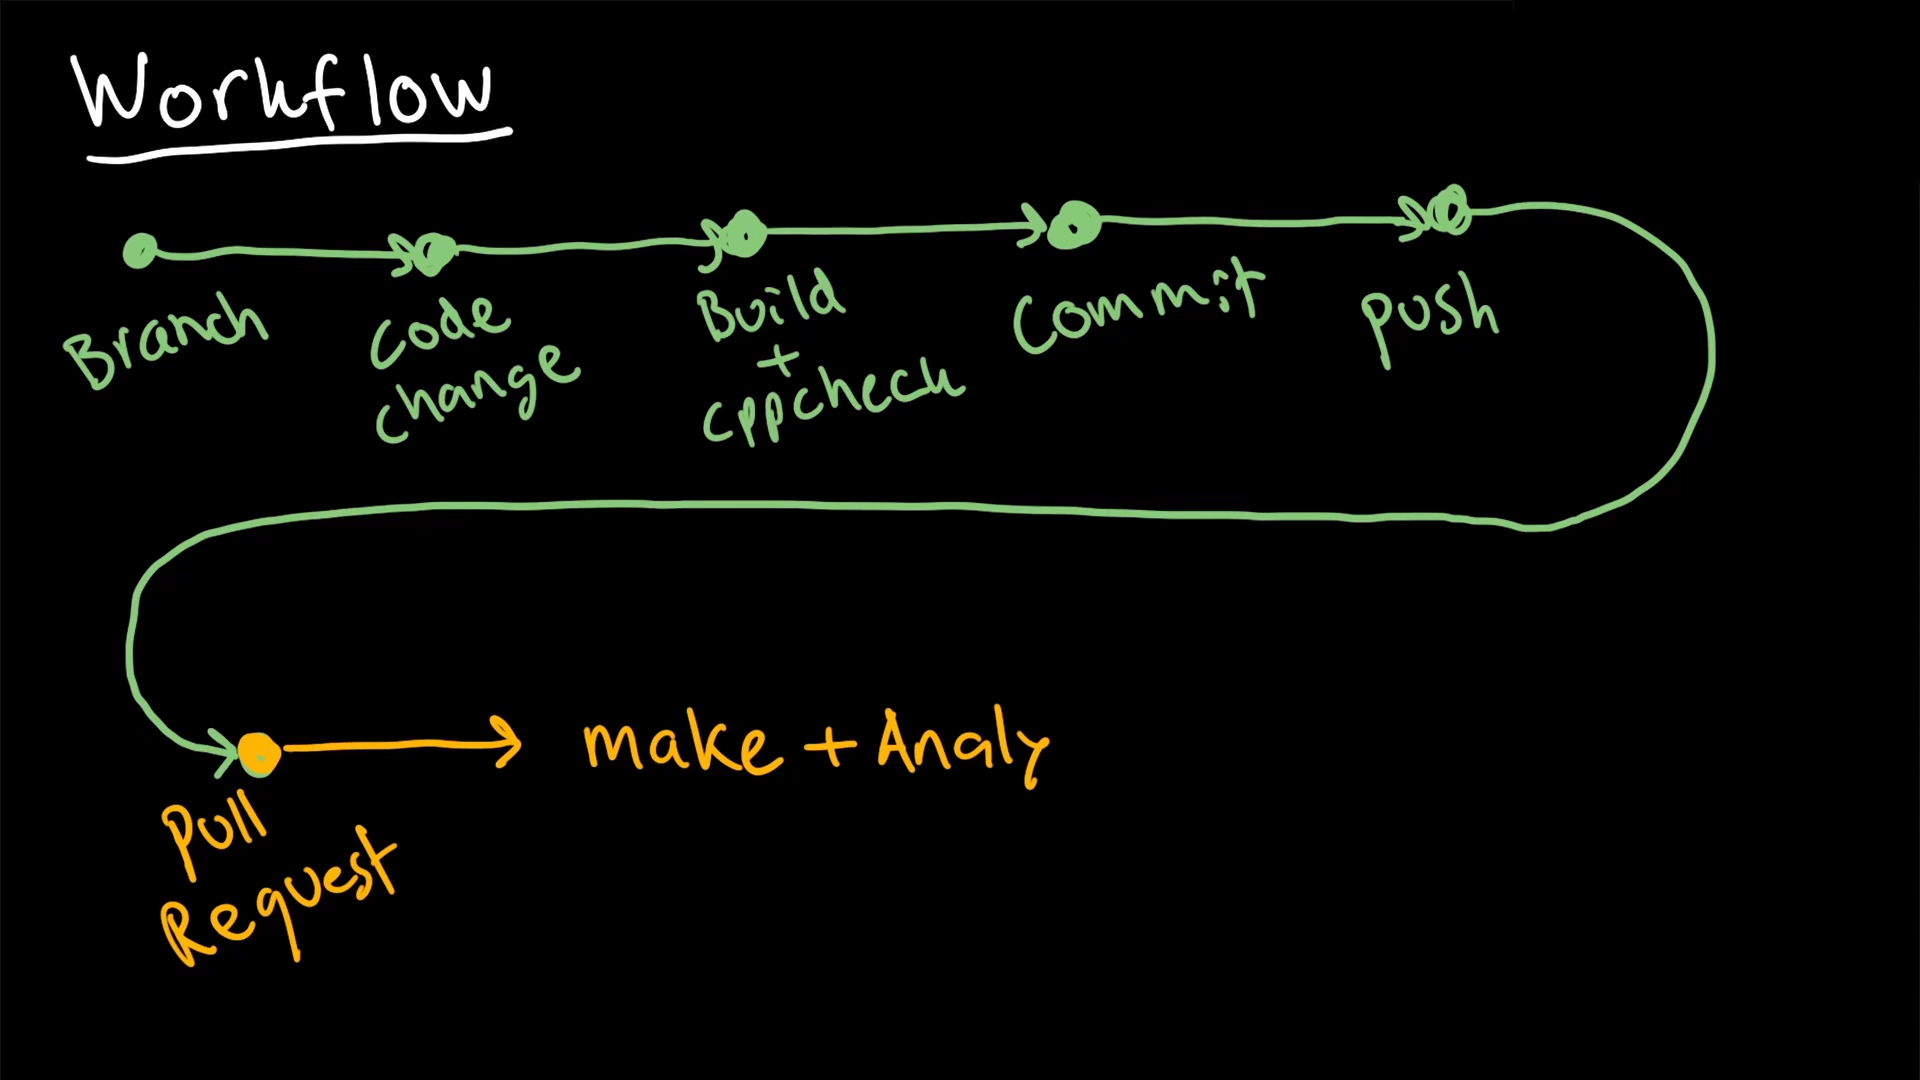 Workflow
Branch
Code
change
Build
+
cppcheck
Commit
push
make + Analy
Pull
Request